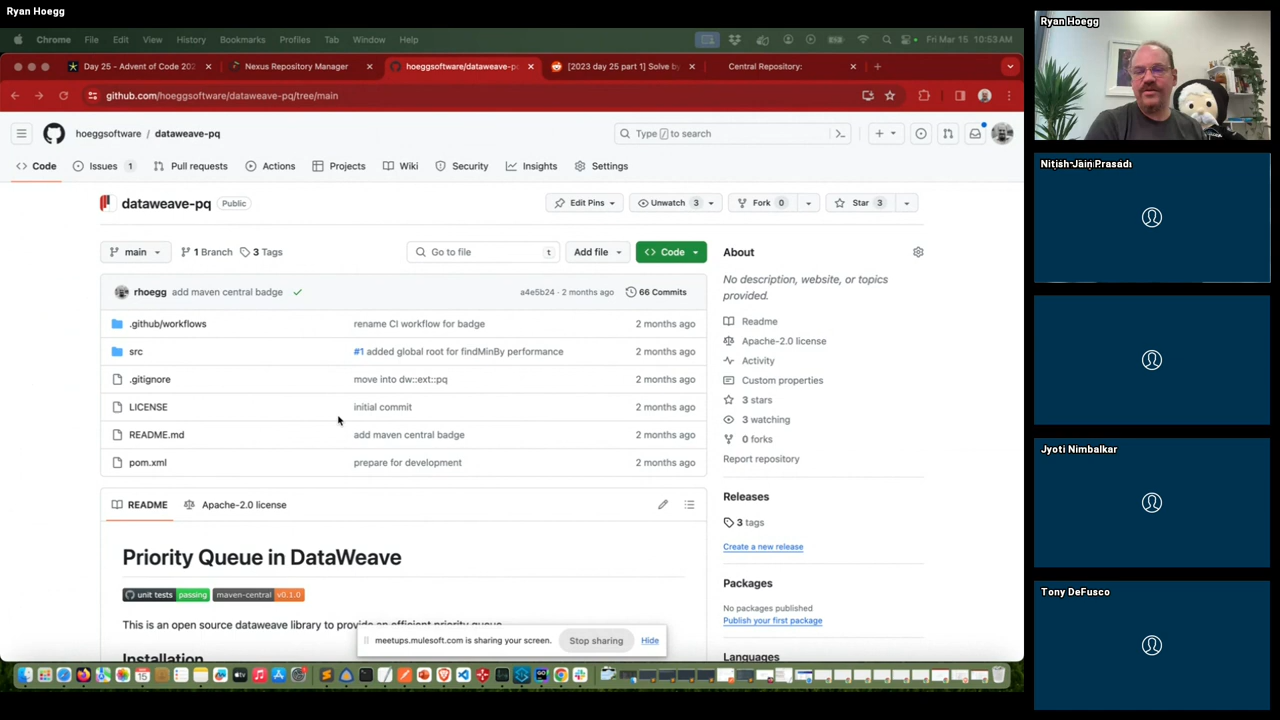 Ryan Hoegg
Chrome File Edit View History Bookmarks Profiles Tab Window Help
Fri Mar 15 10:53 AM
Day 25 - Advent of Code 202
Nexus Repository Manager
hoeggsoftware/dataweave-pq:
[2023 day 25 part 1] Solve by
Central Repository:
github.com/hoeggsoftware/dataweave-pq/tree/main
hoeggsoftware / dataweave-pq
Type / to search
Code Issues 1 Pull requests Actions Projects Wiki Security Insights Settings
dataweave-pq Public
Edit Pins Unwatch 3 Fork 0 Star 3
main 1 Branch 3 Tags Go to file t Add file Code
rhoegg add maven central badge a4e5b24 · 2 months ago 66 Commits
.github/workflows rename CI workflow for badge 2 months ago
src #1 added global root for findMinBy performance 2 months ago
.gitignore move into dw::ext::pq 2 months ago
LICENSE initial commit 2 months ago
README.md add maven central badge 2 months ago
pom.xml prepare for development 2 months ago
README Apache-2.0 license
Priority Queue in DataWeave
unit tests passing maven-central v0.1.0
This is an open source dataweave library to provide an efficient priority queue
Installation
meetups.mulesoft.com is sharing your screen. Stop sharing Hide
About
No description, website, or topics
provided.
Readme
Apache-2.0 license
Activity
Custom properties
3 stars
3 watching
0 forks
Report repository
Releases
3 tags
Create a new release
Packages
No packages published
Publish your first package
Languages
Ryan Hoegg
Jyoti Nimbalkar
Tony DeFusco